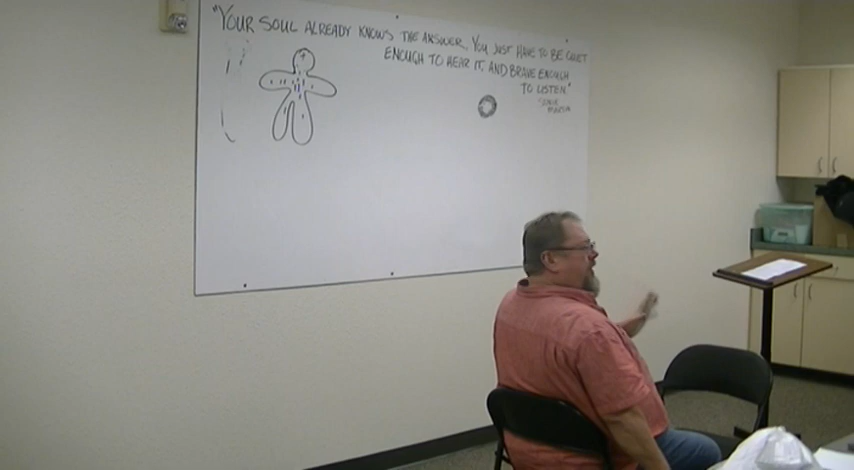 "YOUR SOUL ALREADY KNOWS THE ANSWER. YOU JUST HAVE TO BE QUIET
ENOUGH TO HEAR IT, AND BRAVE ENOUGH
TO LISTEN."